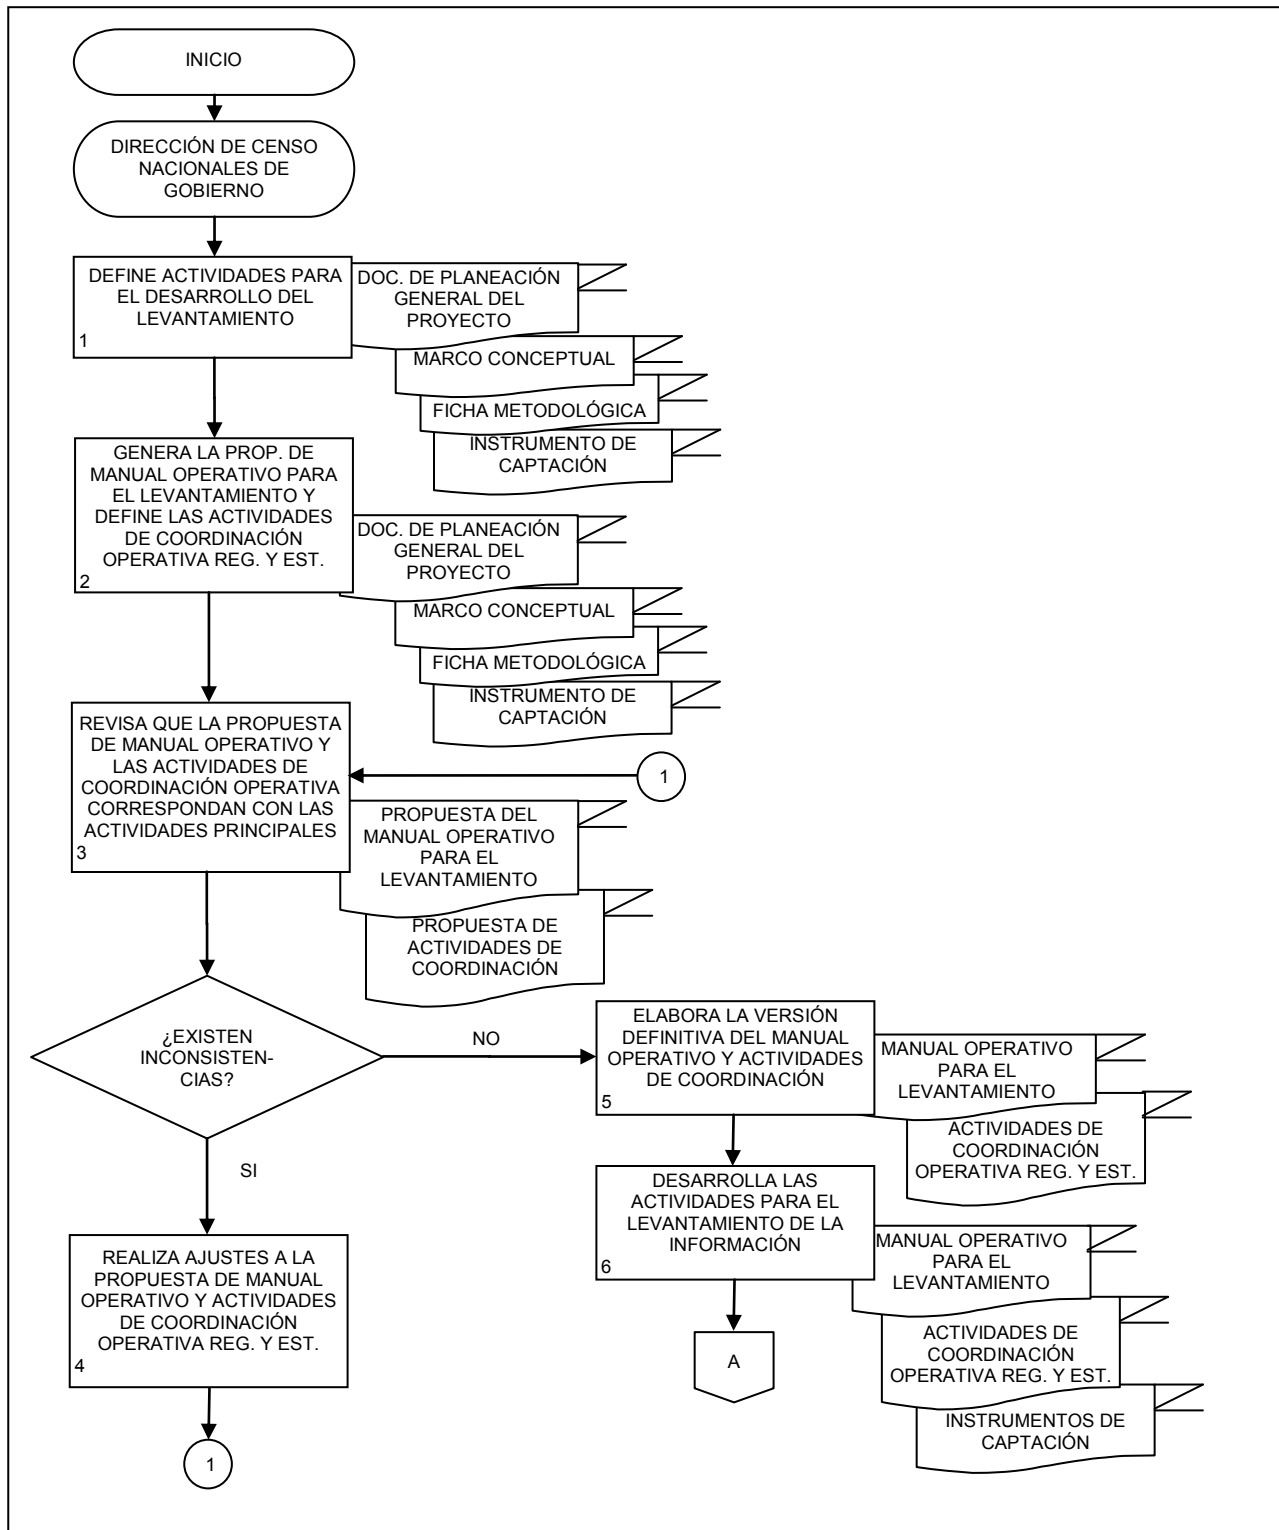 INICIO
DIRECCIÓN DE CENSO
NACIONALES DE
GOBIERNO
DEFINE ACTIVIDADES PARA
EL DESARROLLO DEL
LEVANTAMIENTO
1
DOC. DE PLANEACIÓN
GENERAL DEL
PROYECTO
MARCO CONCEPTUAL
FICHA METODOLÓGICA
INSTRUMENTO DE
CAPTACIÓN
GENERA LA PROP. DE
MANUAL OPERATIVO PARA
EL LEVANTAMIENTO Y
DEFINE LAS ACTIVIDADES
DE COORDINACIÓN
OPERATIVA REG. Y EST.
2
DOC. DE PLANEACIÓN
GENERAL DEL
PROYECTO
MARCO CONCEPTUAL
FICHA METODOLÓGICA
INSTRUMENTO DE
CAPTACIÓN
REVISA QUE LA PROPUESTA
DE MANUAL OPERATIVO Y
LAS ACTIVIDADES DE
COORDINACIÓN OPERATIVA
CORRESPONDAN CON LAS
ACTIVIDADES PRINCIPALES
3
1
PROPUESTA DEL
MANUAL OPERATIVO
PARA EL
LEVANTAMIENTO
PROPUESTA DE
ACTIVIDADES DE
COORDINACIÓN
¿EXISTEN
INCONSISTEN-
CIAS?
NO
SI
ELABORA LA VERSIÓN
DEFINITIVA DEL MANUAL
OPERATIVO Y ACTIVIDADES
DE COORDINACIÓN
5
MANUAL OPERATIVO
PARA EL
LEVANTAMIENTO
ACTIVIDADES DE
COORDINACIÓN
OPERATIVA REG. Y EST.
DESARROLLA LAS
ACTIVIDADES PARA EL
LEVANTAMIENTO DE LA
INFORMACIÓN
6
MANUAL OPERATIVO
PARA EL
LEVANTAMIENTO
ACTIVIDADES DE
COORDINACIÓN
OPERATIVA REG. Y EST.
INSTRUMENTOS DE
CAPTACIÓN
A
REALIZA AJUSTES A LA
PROPUESTA DE MANUAL
OPERATIVO Y ACTIVIDADES
DE COORDINACIÓN
OPERATIVA REG. Y EST.
4
1